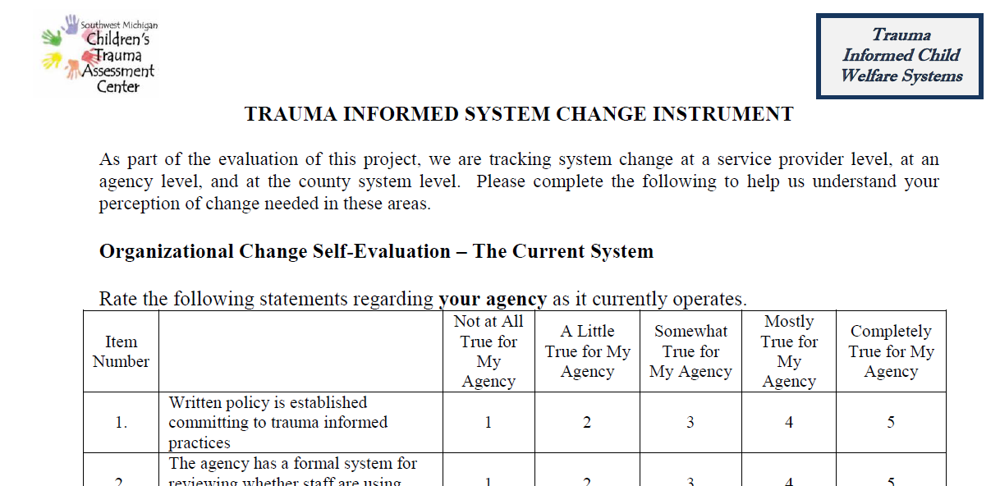 Southwest Michigan
Children's
Trauma
Assessment
Center
Trauma
Informed Child
Welfare Systems
TRAUMA INFORMED SYSTEM CHANGE INSTRUMENT
As part of the evaluation of this project, we are tracking system change at a service provider level, at an
agency level, and at the county system level.  Please complete the following to help us understand your
perception of change needed in these areas.
Organizational Change Self-Evaluation – The Current System
Rate the following statements regarding your agency as it currently operates.
Item
Number
Not at All
True for
My
Agency
A Little
True for My
Agency
Somewhat
True for
My Agency
Mostly
True for
My
Agency
Completely
True for My
Agency
1.
Written policy is established
committing to trauma informed
practices
1
2
3
4
5
2.
The agency has a formal system for
reviewing whether staff are using
1
2
3
4
5